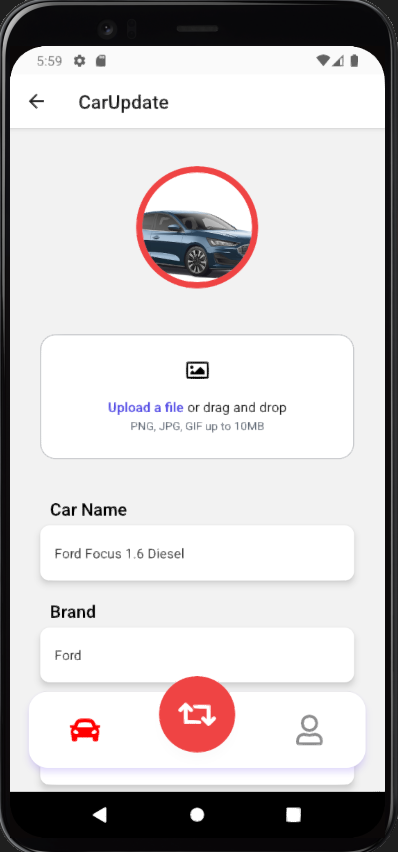 5:59
CarUpdate
Upload a file or drag and drop
PNG, JPG, GIF up to 10MB
Car Name
Ford Focus 1.6 Diesel
Brand
Ford